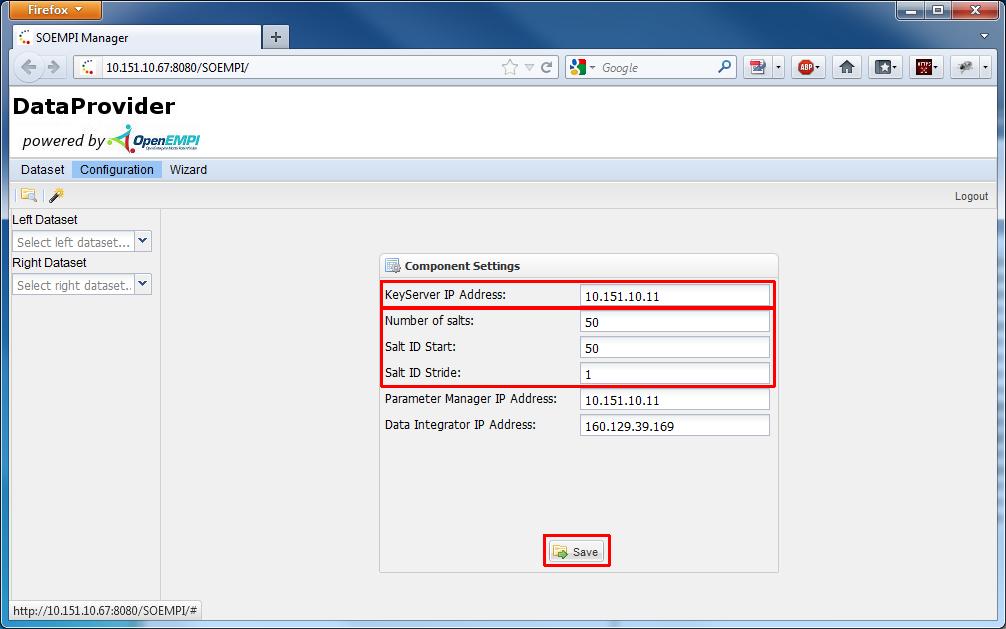 Firefox
SOEMPI Manager
10.151.10.67:8080/SOEMPI/
Google
ABP
HTTPS
DataProvider
powered by OpenEMPI
Dataset Configuration Wizard
Logout
Left Dataset
Select left dataset...
Right Dataset
Select right dataset..
Component Settings
KeyServer IP Address: 10.151.10.11
Number of salts: 50
Salt ID Start: 50
Salt ID Stride: 1
Parameter Manager IP Address: 10.151.10.11
Data Integrator IP Address: 160.129.39.169
Save
http://10.151.10.67:8080/SOEMPI/#